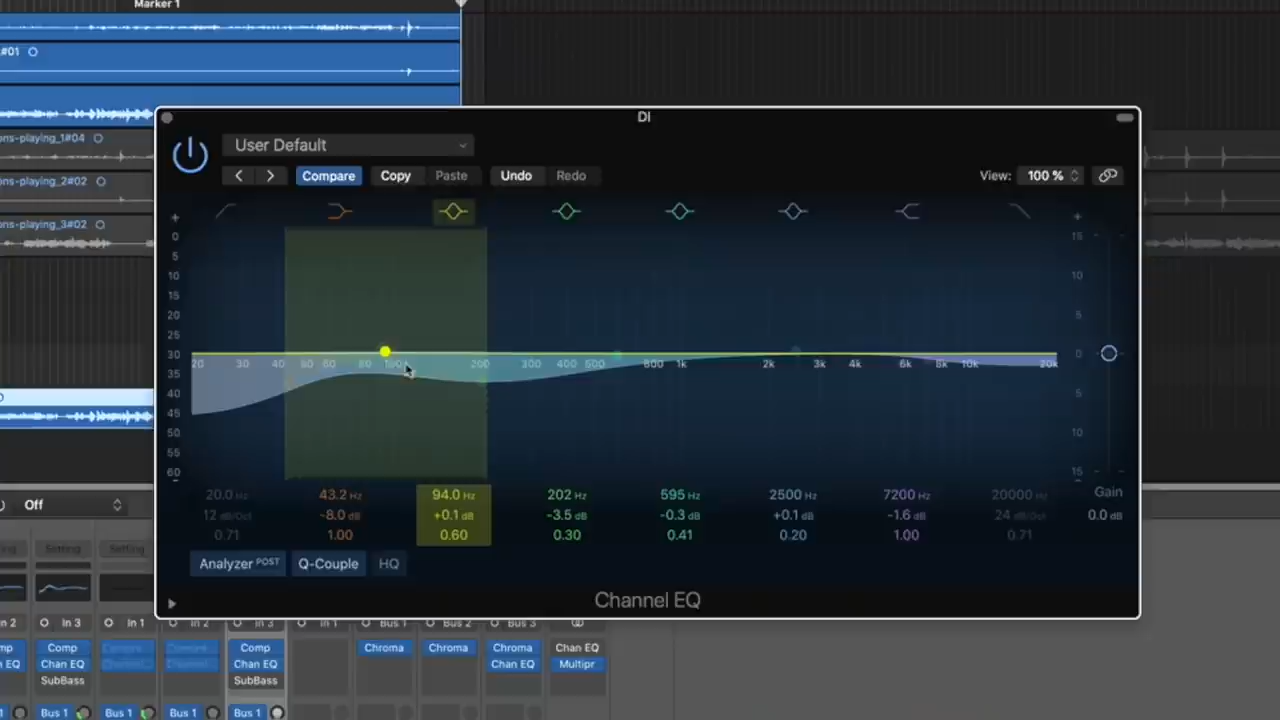 Marker 1
#01
DI
User Default
ons-playing_1#04
Compare Copy Paste Undo Redo View: 100 %
ons-playing_2#02
ons-playing_3#02
+ +
0 15
5
10 10
15
20 5
25
30 20 30 40 60 80 100 200 300 400 800 1k 2k 3k 4k 6k 8k 10k 20k 0
35
40 5
45
50 10
55
60 15
- -
20.0 Hz 43.2 Hz 94.0 Hz 202 Hz 595 Hz 2500 Hz 7200 Hz 20000 Hz Gain
12 dB/Oct -8.0 dB +0.1 dB -3.5 dB -0.3 dB +0.1 dB -1.6 dB 24 dB/Oct 0.0 dB
0.71 1.00 0.60 0.30 0.41 0.20 1.00 0.71
Off
Setting Setting
Analyzer POST Q-Couple HQ
Channel EQ
In 2 In 3 In 1 In 2 In 3 In 1 Bus 1 Bus 2 Bus 3
mp Comp Comp Chroma Chroma Chroma Chan EQ
n EQ Chan EQ Chan EQ Chan EQ Multipr
SubBass SubBass
1 Bus 1 Bus 1 Bus 1 Bus 1